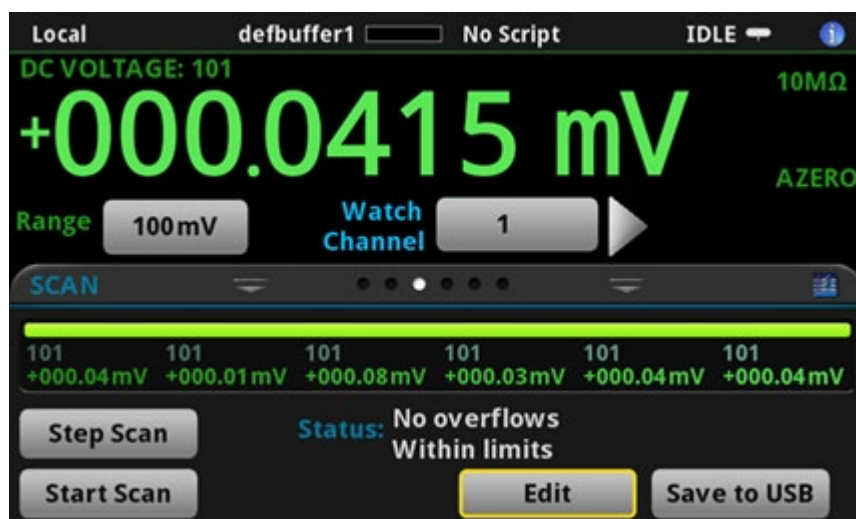 Local defbuffer1 No Script IDLE i
DC VOLTAGE: 101
10MΩ
+000.0415 mV
AZERO
Range 100mV Watch Channel 1
SCAN
101 101 101 101 101 101
+000.04mV +000.01mV +000.08mV +000.03mV +000.04mV +000.04mV
Step Scan Status: No overflows
Within limits
Start Scan Edit Save to USB